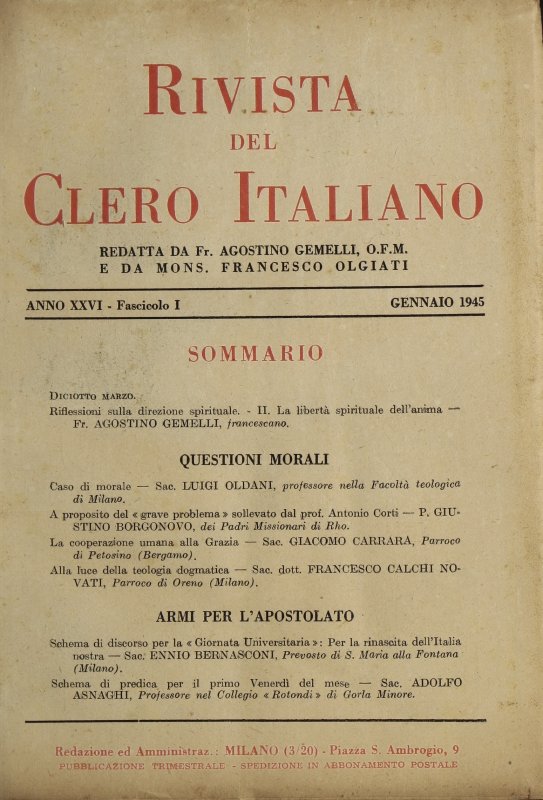 RIVISTA
DEL
CLERO ITALIANO
REDATTA DA Fr. AGOSTINO GEMELLI, O.F.M.
E DA MONS. FRANCESCO OLGIATI
ANNO XXVI - Fascicolo I GENNAIO 1945
SOMMARIO
DICIOTTO MARZO.
Riflessioni sulla direzione spirituale. - II. La libertà spirituale dell'anima —
Fr. AGOSTINO GEMELLI, francescano.
QUESTIONI MORALI
Caso di morale — Sac. LUIGI OLDANI, professore nella Facoltà teologica
di Milano.
A proposito del « grave problema » sollevato dal prof. Antonio Corti — P. GIU-
STINO BORGONOVO, dei Padri Missionari di Rho.
La cooperazione umana alla Grazia — Sac. GIACOMO CARRARA, Parroco
di Petosino (Bergamo).
Alla luce della teologia dogmatica — Sac. dott. FRANCESCO CALCHI NO-
VATI, Parroco di Oreno (Milano).
ARMI PER L'APOSTOLATO
Schema di discorso per la « Giornata Universitaria »: Per la rinascita dell'Italia
nostra — Sac. ENNIO BERNASCONI, Prevosto di S. Maria alla Fontana
(Milano).
Schema di predica per il primo Venerdì del mese — Sac. ADOLFO
ASNAGHI, Professore nel Collegio « Rotondi » di Gorla Minore.
Redazione ed Amministraz.: MILANO (3/20) - Piazza S. Ambrogio, 9
PUBBLICAZIONE TRIMESTRALE - SPEDIZIONE IN ABBONAMENTO POSTALE